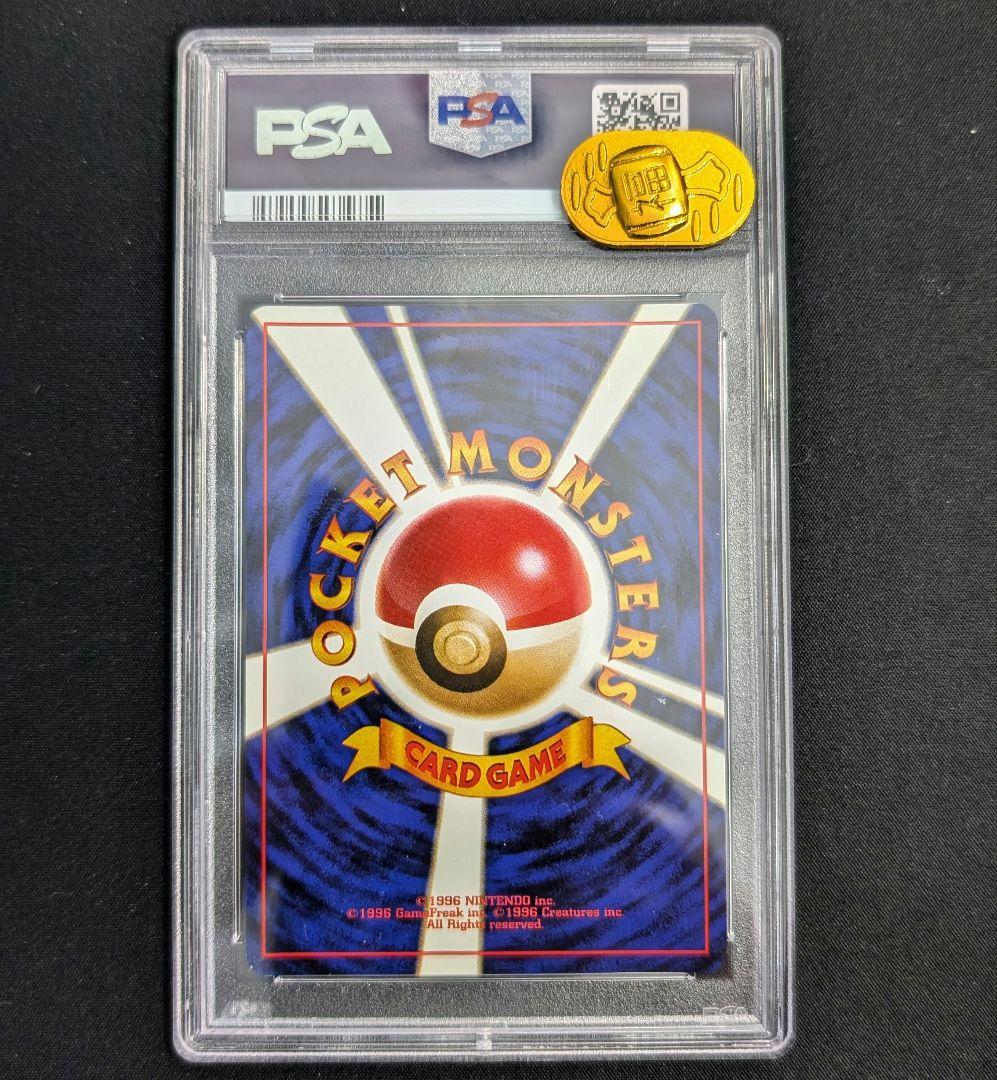 PSA
PSA
POCKET MONSTERS
CARD GAME
©1996 NINTENDO inc.
©1996 GameFreak inc. ©1996 Creatures inc.
All Rights reserved.